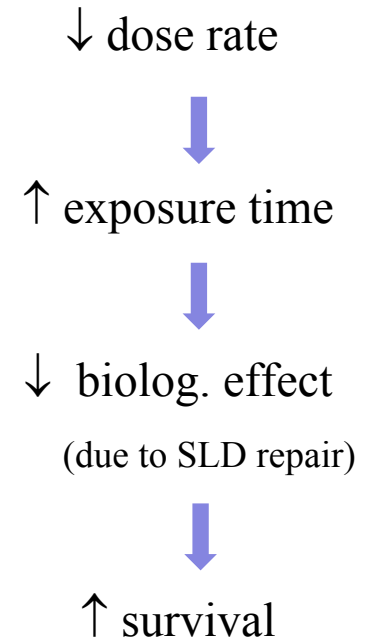 ↓ dose rate
↑ exposure time
↓ biolog. effect
(due to SLD repair)
↑ survival